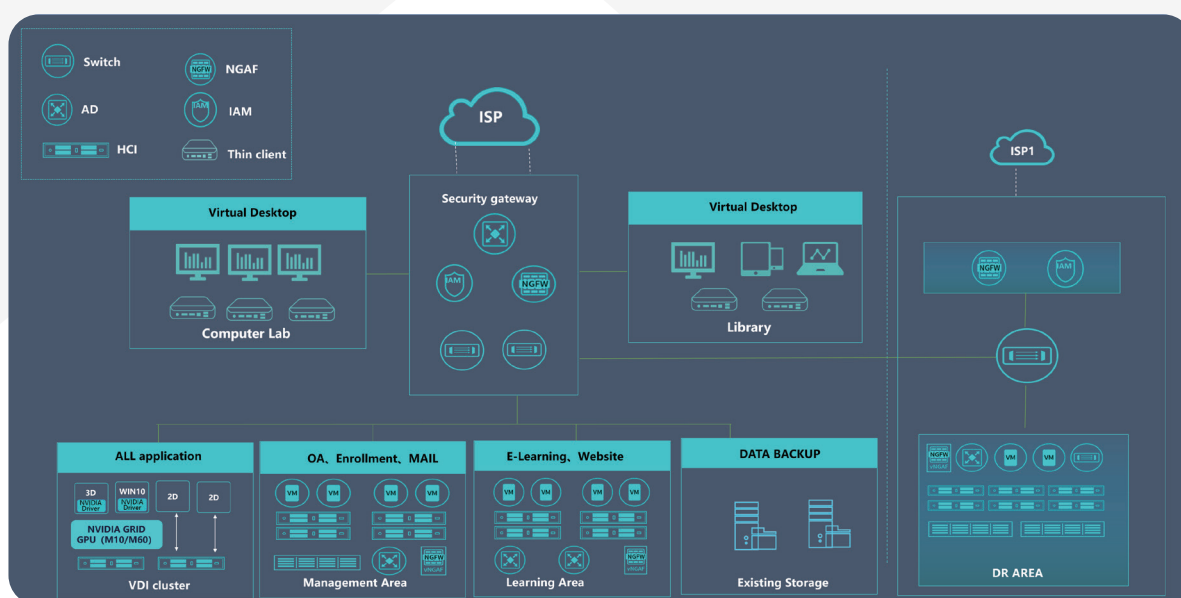 Switch
NGFW
NGAF
AD
IAM
IAM
HCI
Thin client
ISP
ISP1
Security gateway
IAM
NGFW
Virtual Desktop
Computer Lab
Virtual Desktop
Library
NGFW
IAM
ALL application
3D
NVIDIA
Driver
WIN10
NVIDIA
Driver
2D
2D
NVIDIA GRID
GPU (M10/M60)
VDI cluster
OA、Enrollment、MAIL
VM
VM
VM
VM
NGFW
vNGAF
Management Area
E-Learning、Website
VM
VM
VM
VM
NGFW
vNGAF
Learning Area
DATA BACKUP
Existing Storage
NGFW
vNGAF
VM
VM
DR AREA